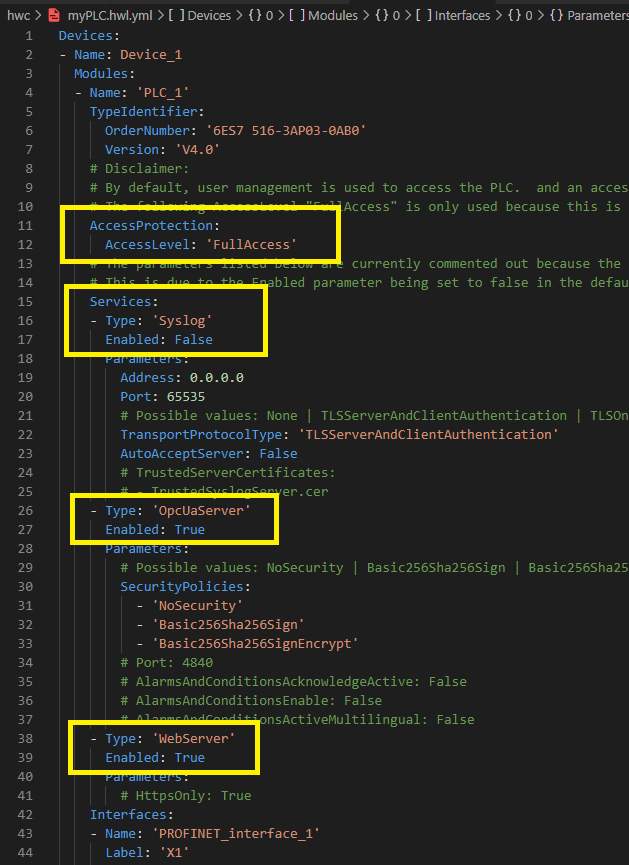 hwc > myPLC.hwl.yml > [ ] Devices > {} 0 > [ ] Modules > {} 0 > [ ] Interfaces > {} 0 > {} Parameters
1 Devices:
2 - Name: Device_1
3 Modules:
4 - Name: 'PLC_1'
5 TypeIdentifier:
6 OrderNumber: '6ES7 516-3AP03-0AB0'
7 Version: 'V4.0'
8 # Disclaimer:
9 # By default, user management is used to access the PLC.  and an acces
10 # The following AccessLevel "FullAccess" is only used because this is
11 AccessProtection:
12 AccessLevel: 'FullAccess'
13 # The parameters listed below are currently commented out because the
14 # This is due to the Enabled parameter being set to false in the defau
15 Services:
16 - Type: 'Syslog'
17 Enabled: False
18 Parameters:
19 Address: 0.0.0.0
20 Port: 65535
21 # Possible values: None | TLSServerAndClientAuthentication | TLSOn
22 TransportProtocolType: 'TLSServerAndClientAuthentication'
23 AutoAcceptServer: False
24 # TrustedServerCertificates:
25 # - TrustedSyslogServer.cer
26 - Type: 'OpcUaServer'
27 Enabled: True
28 Parameters:
29 # Possible values: NoSecurity | Basic256Sha256Sign | Basic256Sha25
30 SecurityPolicies:
31 - 'NoSecurity'
32 - 'Basic256Sha256Sign'
33 - 'Basic256Sha256SignEncrypt'
34 # Port: 4840
35 # AlarmsAndConditionsAcknowledgeActive: False
36 # AlarmsAndConditionsEnable: False
37 # AlarmsAndConditionsActiveMultilingual: False
38 - Type: 'WebServer'
39 Enabled: True
40 Parameters:
41 # HttpsOnly: True
42 Interfaces:
43 - Name: 'PROFINET_interface_1'
44 Label: 'X1'